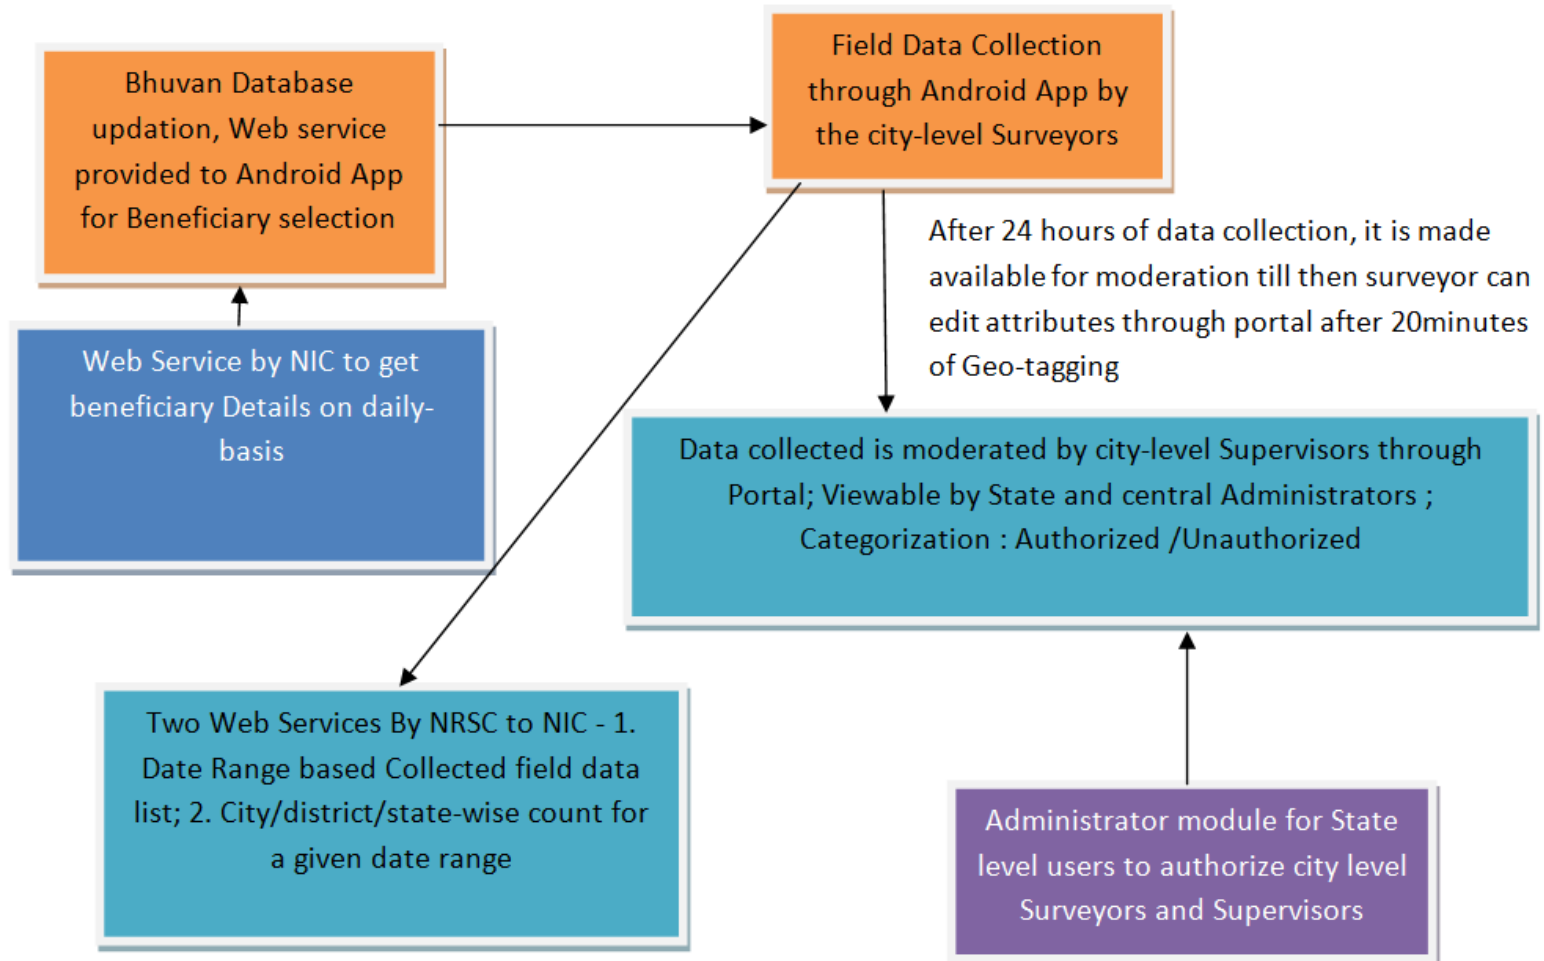 Bhuvan Database
updation, Web service
provided to Android App
for Beneficiary selection
Field Data Collection
through Android App by
the city-level Surveyors
After 24 hours of data collection, it is made
available for moderation till then surveyor can
edit attributes through portal after 20minutes
of Geo-tagging
Web Service by NIC to get
beneficiary Details on daily-
basis
Data collected is moderated by city-level Supervisors through
Portal; Viewable by State and central Administrators ;
Categorization : Authorized /Unauthorized
Two Web Services By NRSC to NIC - 1.
Date Range based Collected field data
list; 2. City/district/state-wise count for
a given date range
Administrator module for State
level users to authorize city level
Surveyors and Supervisors